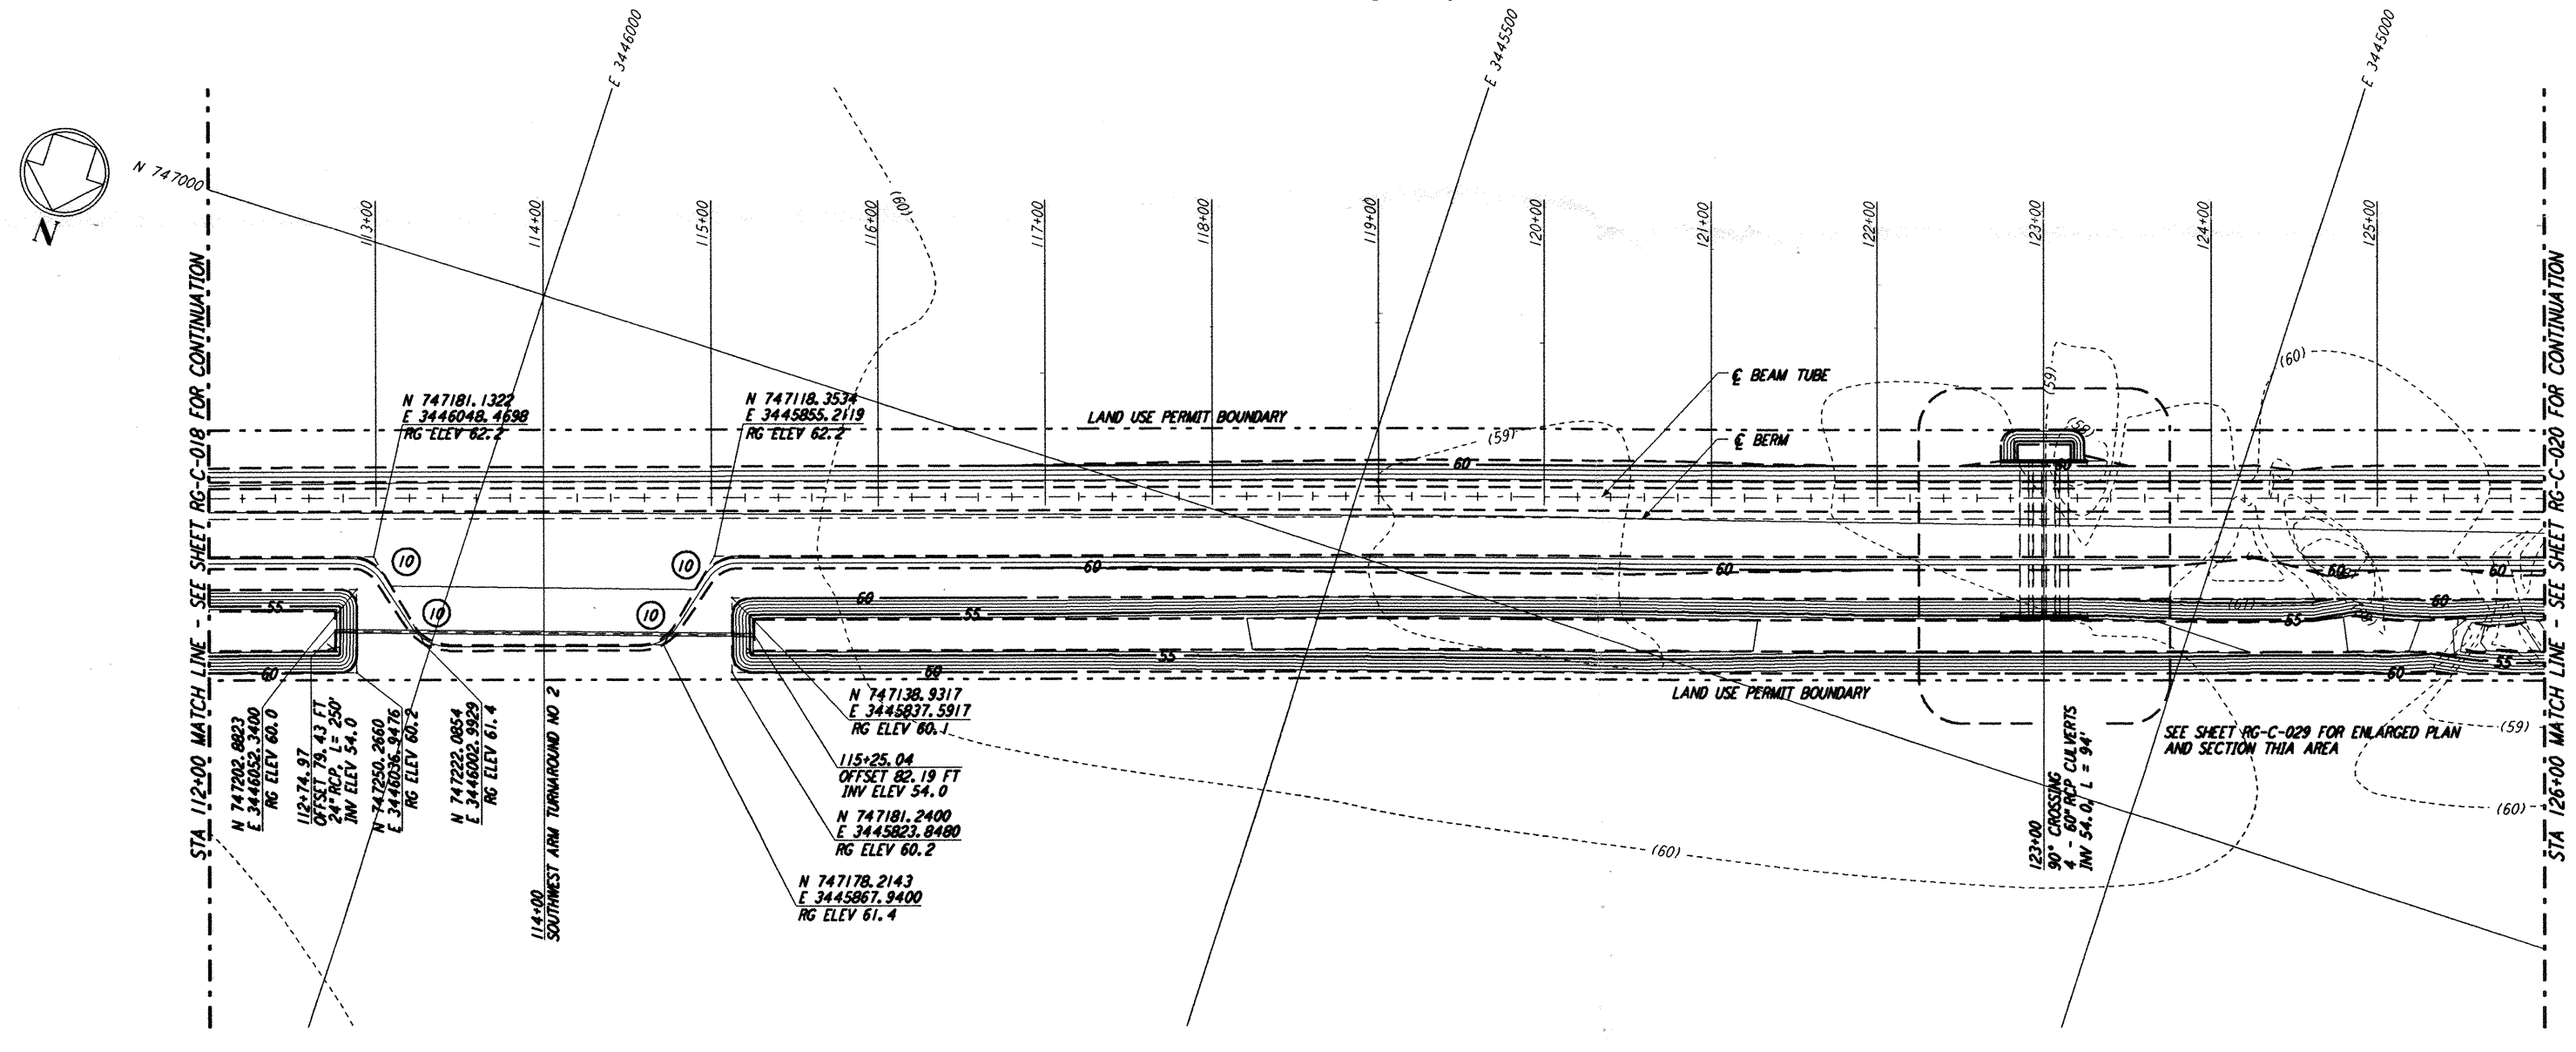 E 3446000
E 3445500
E 3445000
N 747000
N
113+00
114+00
115+00
116+00
117+00
118+00
119+00
120+00
121+00
122+00
123+00
124+00
125+00
STA 112+00 MATCH LINE - SEE SHEET RG-C-018 FOR CONTINUATION
STA 126+00 MATCH LINE - SEE SHEET RG-C-020 FOR CONTINUATION
(60)
(59)
(60)
℄ BEAM TUBE
N 747181.1322
E 3446048.4698
RG ELEV 62.2
N 747118.3534
E 3445855.2119
RG ELEV 62.2
LAND USE PERMIT BOUNDARY
(59)
(58)
℄ BERM
60
60
10
10
60
60
60
60
10
10
55
60
55
(61)
60
55
60
60
55
60
55
LAND USE PERMIT BOUNDARY
N 747202.8823
E 3446052.3400
RG ELEV 60.0
112+74.97
OFFSET 79.43 FT
24" RCP, L= 250'
INV ELEV 54.0
N 747250.2660
E 3446036.9476
RG ELEV 60.2
N 747222.0854
E 3446002.9929
RG ELEV 61.4
114+00
SOUTHWEST ARM TURNAROUND NO 2
N 747138.9317
E 3445837.5917
RG ELEV 60.1
115+25.04
OFFSET 82.19 FT
INV ELEV 54.0
N 747181.2400
E 3445823.8480
RG ELEV 60.2
N 747178.2143
E 3445867.9400
RG ELEV 61.4
(60)
123+00
90° CROSSING
4 - 60" RCP CULVERTS
INV 54.0, L = 94'
SEE SHEET RG-C-029 FOR ENLARGED PLAN
AND SECTION THIA AREA
(59)
(60)